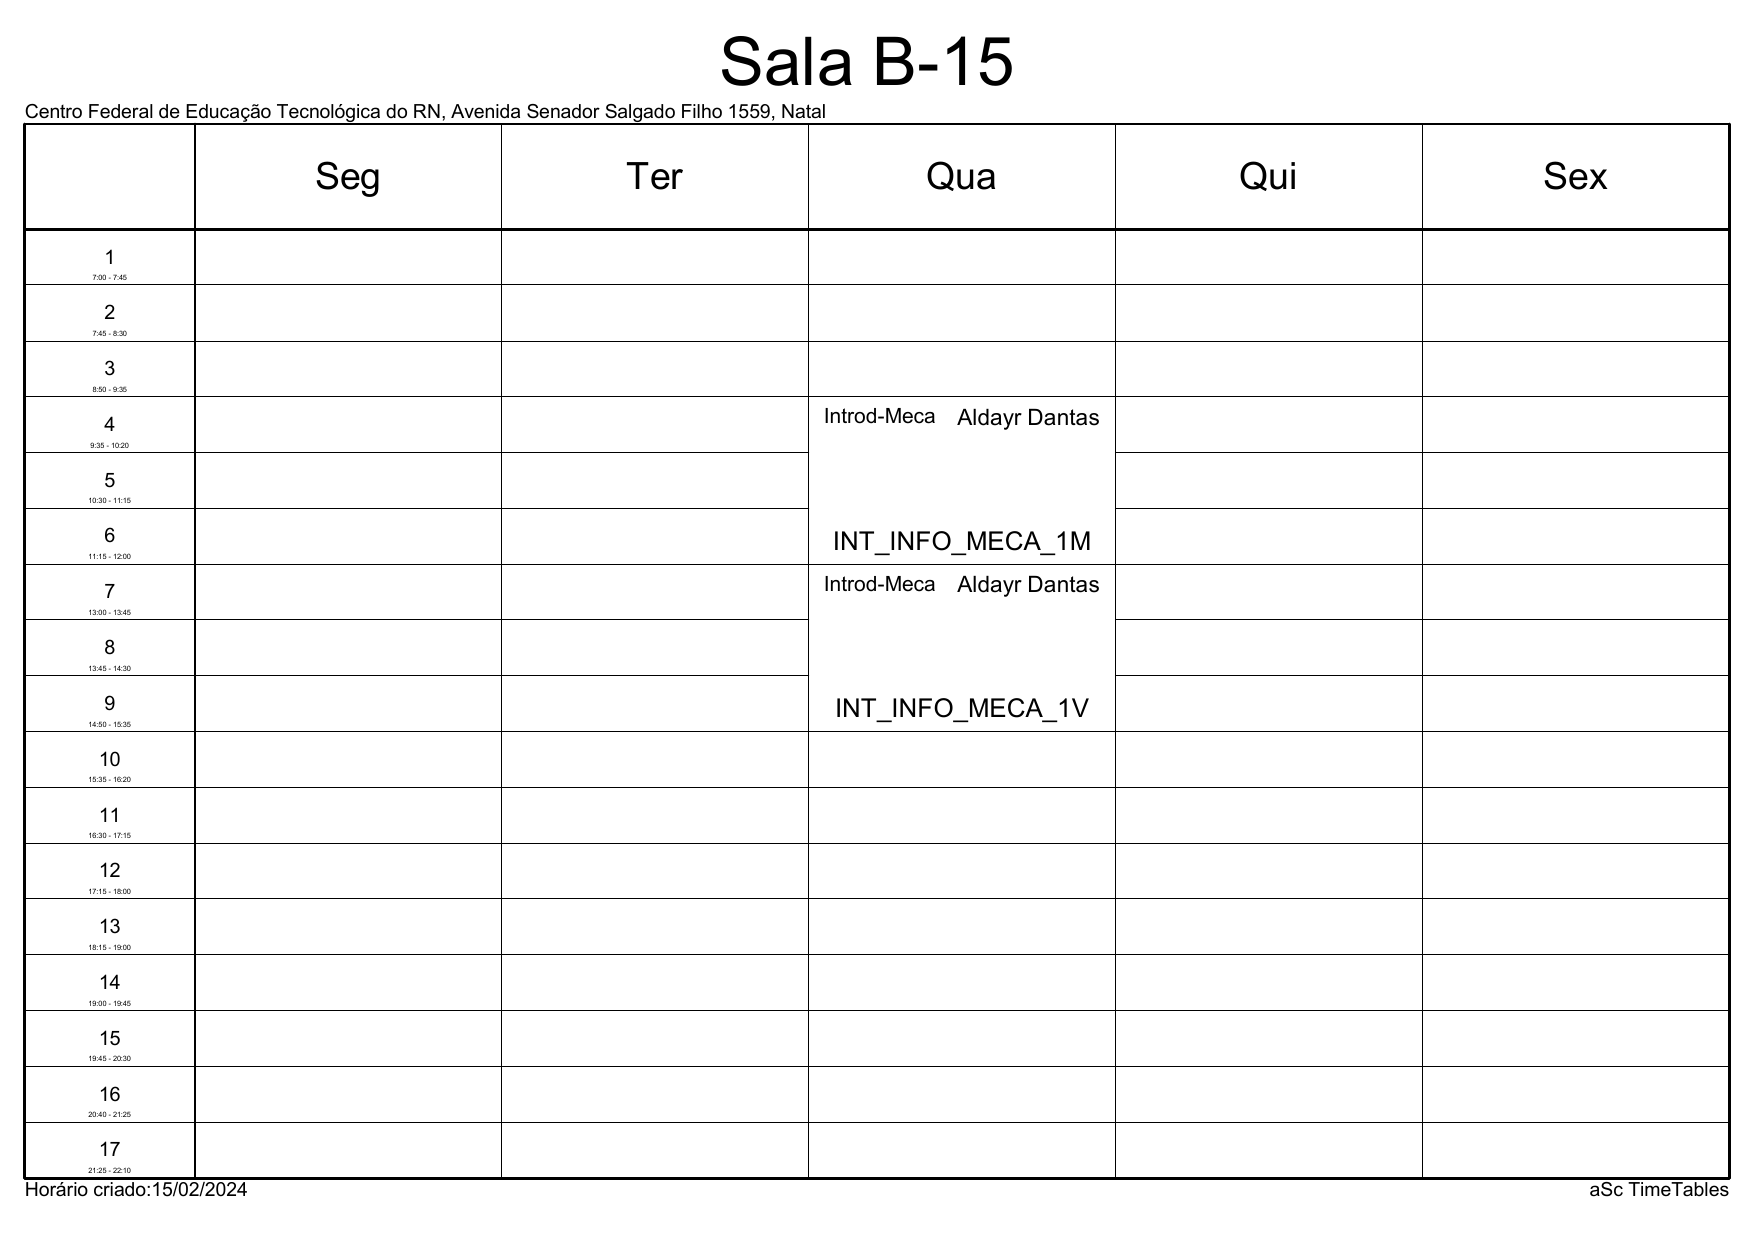 Sala B-15
Centro Federal de Educação Tecnológica do RN, Avenida Senador Salgado Filho 1559, Natal
Seg Ter Qua Qui Sex
1
7:00 - 7:45
2
7:45 - 8:30
3
8:50 - 9:35
4 Introd-Meca Aldayr Dantas
9:35 - 10:20
5
10:30 - 11:15
6 INT_INFO_MECA_1M
11:15 - 12:00
7 Introd-Meca Aldayr Dantas
13:00 - 13:45
8
13:45 - 14:30
9 INT_INFO_MECA_1V
14:50 - 15:35
10
15:35 - 16:20
11
16:30 - 17:15
12
17:15 - 18:00
13
18:15 - 19:00
14
19:00 - 19:45
15
19:45 - 20:30
16
20:40 - 21:25
17
21:25 - 22:10
Horário criado:15/02/2024 aSc TimeTables